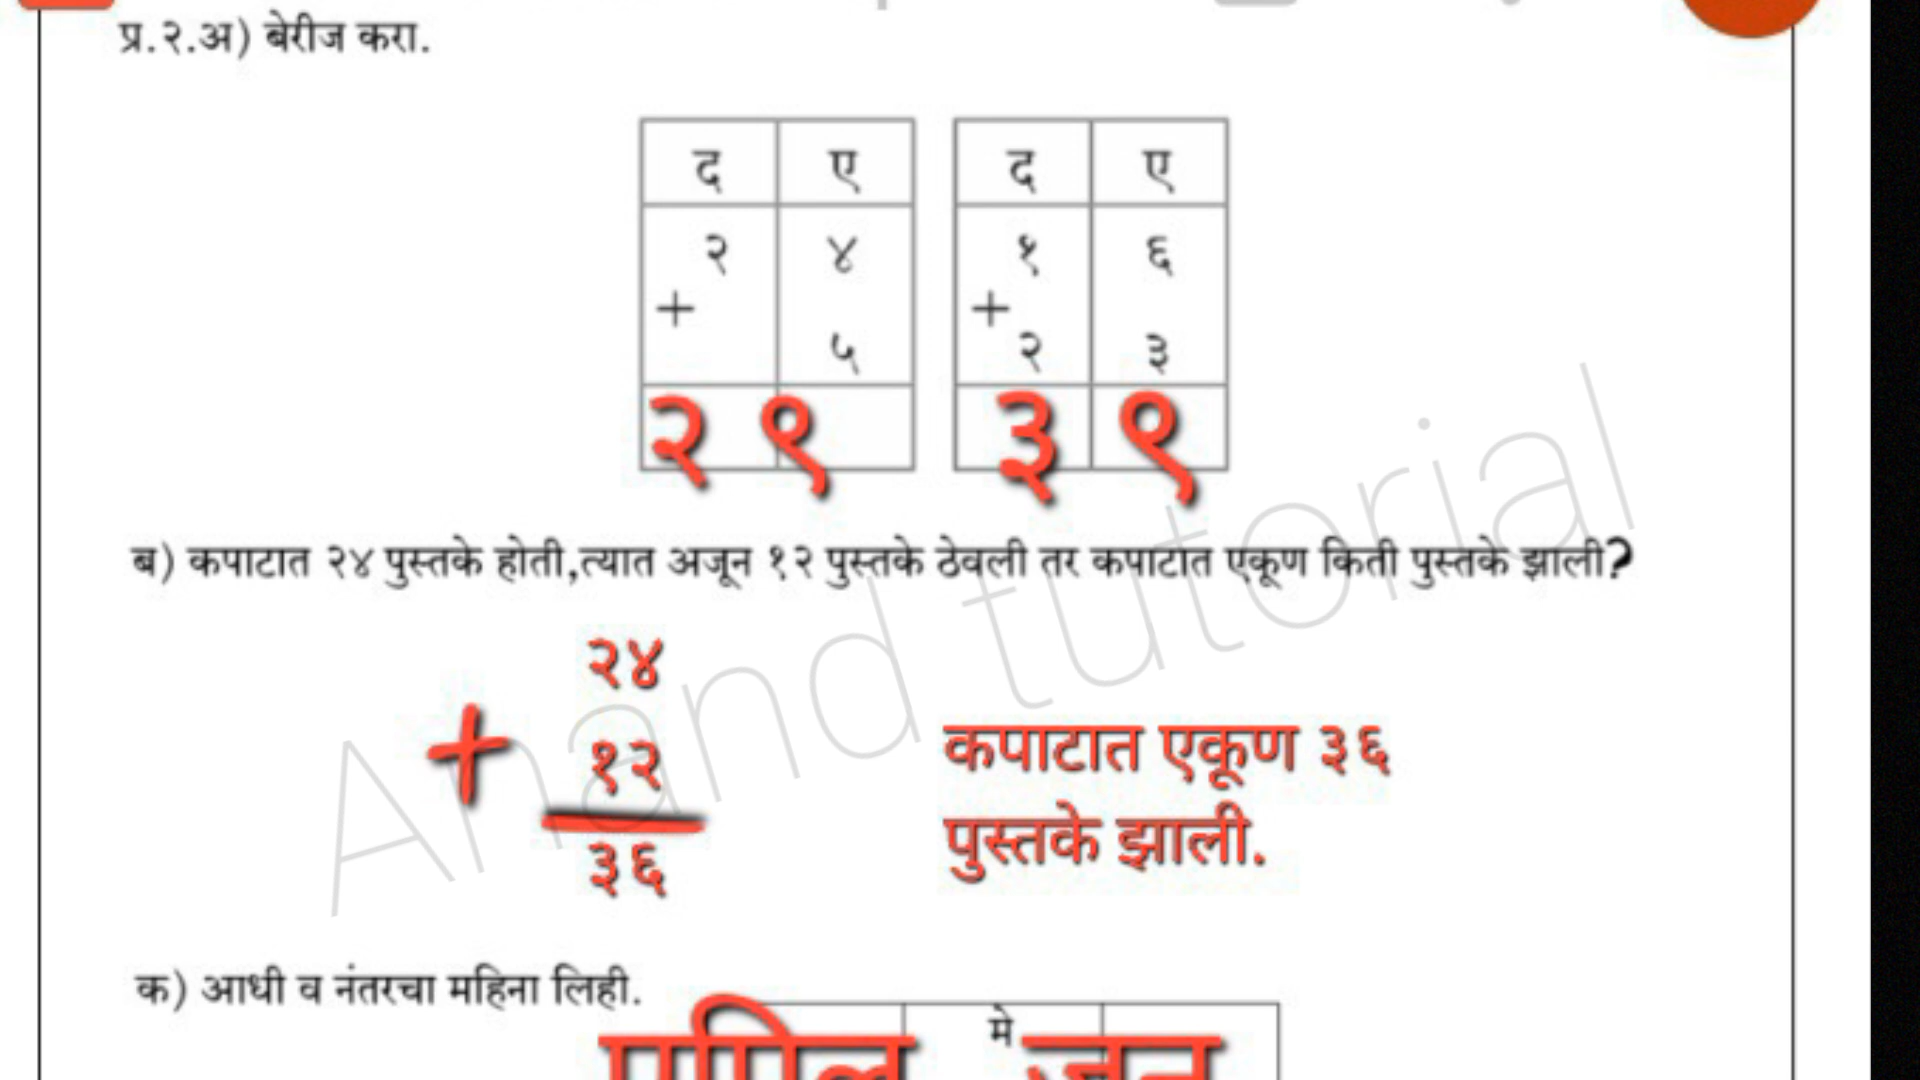 प्र.२.अ) बेरीज करा.
द ए द ए
२ ४ १ ६
+ +
५ २ ३
२ ९ ३ ९
ब) कपाटात २४ पुस्तके होती,त्यात अजून १२ पुस्तके ठेवली तर कपाटात एकूण किती पुस्तके झाली?
२४
+ १२
३६
कपाटात एकूण ३६
पुस्तके झाली.
Anand tutorial
क) आधी व नंतरचा महिना लिही.
एप्रिल मे जून